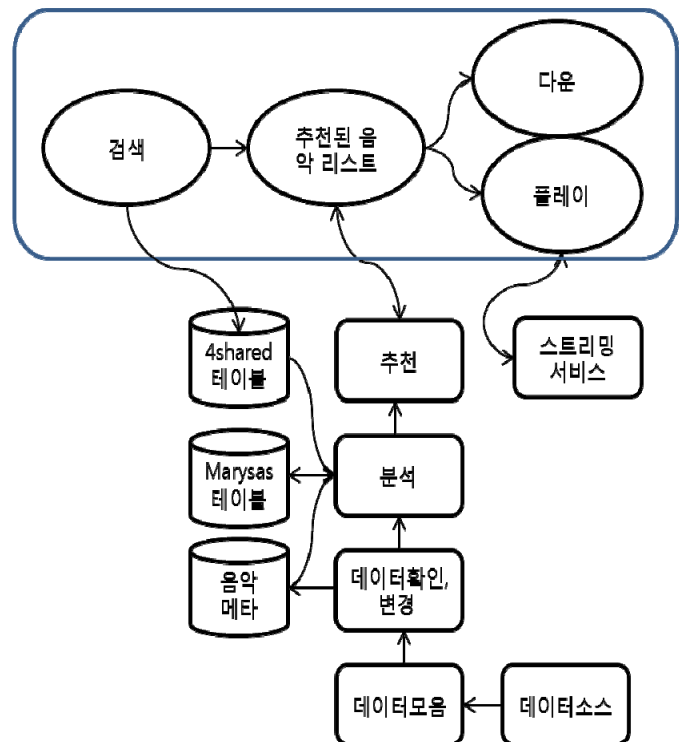 다운
검색
추천된 음
악 리스트
플레이
4shared
테이블
추천
스트리밍
서비스
Marysas
테이블
분석
음악
메타
데이터확인,
변경
데이터모음
데이터소스